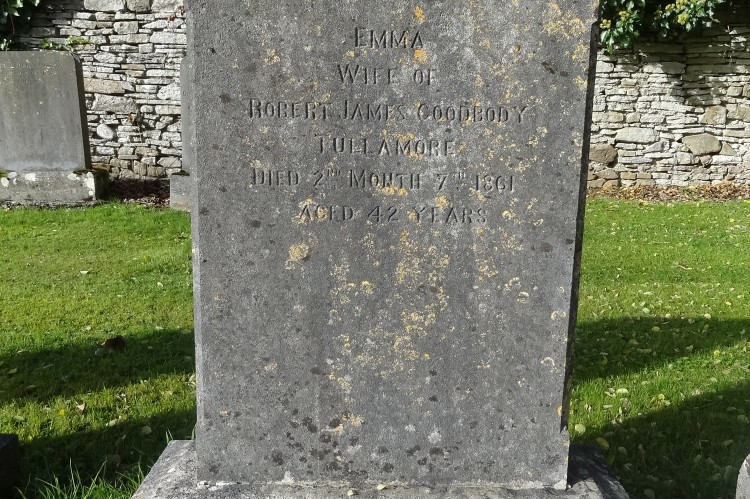 EMMA
WIFE OF
ROBERT JAMES GOODBODY
TULLAMORE
DIED 2ND MONTH 7TH 1861
AGED 42 YEARS